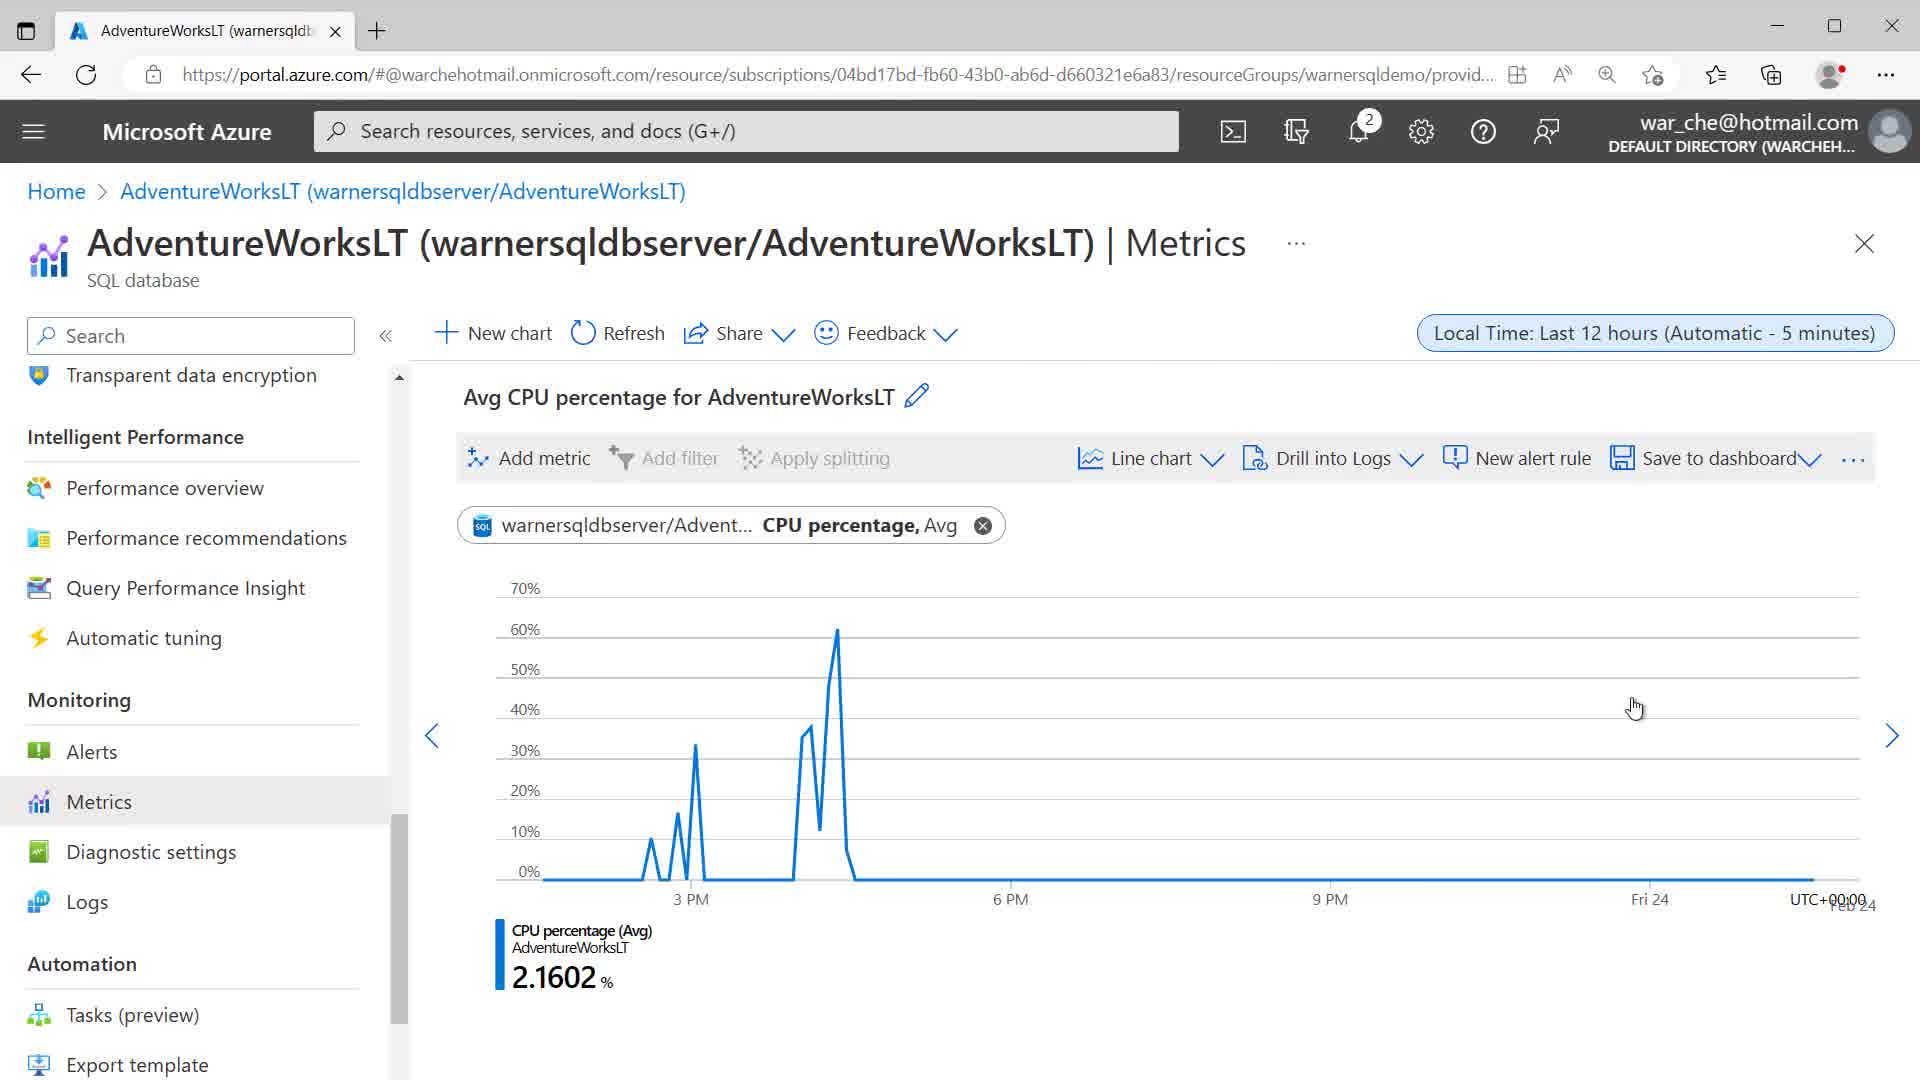 AdventureWorksLT (warnersqldb
https://portal.azure.com/#@warchehotmail.onmicrosoft.com/resource/subscriptions/04bd17bd-fb60-43b0-ab6d-d660321e6a83/resourceGroups/warnersqldemo/provid...
Microsoft Azure
Search resources, services, and docs (G+/)
2
war_che@hotmail.com
DEFAULT DIRECTORY (WARCHEH...
Home > AdventureWorksLT (warnersqldbserver/AdventureWorksLT)
AdventureWorksLT (warnersqldbserver/AdventureWorksLT) | Metrics ...
SQL database
Search
Transparent data encryption
Intelligent Performance
Performance overview
Performance recommendations
Query Performance Insight
Automatic tuning
Monitoring
Alerts
Metrics
Diagnostic settings
Logs
Automation
Tasks (preview)
Export template
New chart Refresh Share Feedback
Local Time: Last 12 hours (Automatic - 5 minutes)
Avg CPU percentage for AdventureWorksLT
Add metric Add filter Apply splitting Line chart Drill into Logs New alert rule Save to dashboard ...
SQL warnersqldbserver/Advent... CPU percentage, Avg
70%
60%
50%
40%
30%
20%
10%
0%
3 PM 6 PM 9 PM Fri 24 UTC+00:00
Feb 24
CPU percentage (Avg)
AdventureWorksLT
2.1602 %